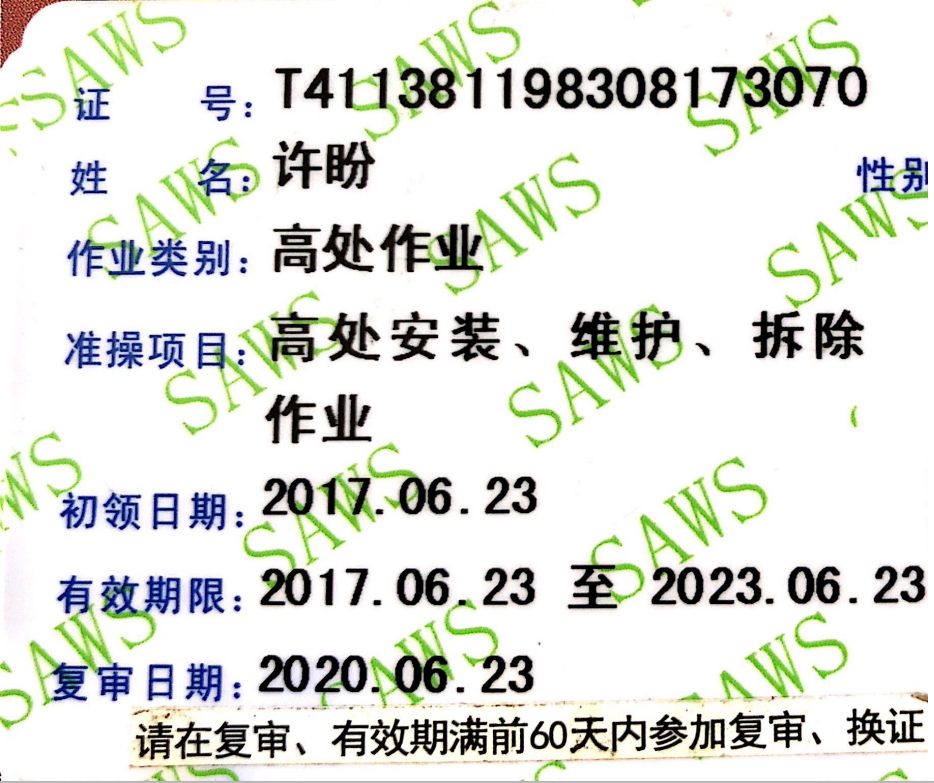 证 号：T411381198308173070
姓 名：许盼
性别
作业类别：高处作业
准操项目：高处安装、维护、拆除
作业
初领日期：2017.06.23
有效期限：2017.06.23 至 2023.06.23
复审日期：2020.06.23
请在复审、有效期满前60天内参加复审、换证
SAWS
SAWS
SAWS
SAWS
SAWS
SAWS
SAWS
SAWS
SAWS
SAWS
SAWS
SAWS
SAWS